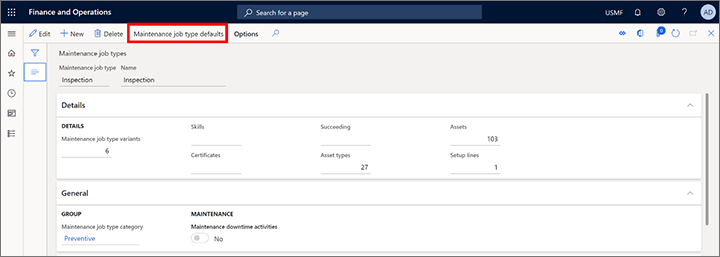 Finance and Operations
Search for a page
USMF
AD
Edit
New
Delete
Maintenance job type defaults
Options
0
Maintenance job types
Maintenance job type Name
Inspection Inspection
Details
DETAILS Skills Succeeding Assets
Maintenance job type variants 103
6 Certificates Asset types Setup lines
27 1
General
GROUP MAINTENANCE
Maintenance job type category Maintenance downtime activities
Preventive No